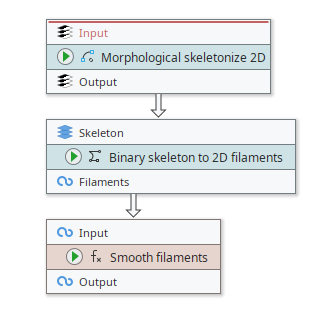 Input
Morphological skeletonize 2D
Output
Skeleton
Binary skeleton to 2D filaments
Filaments
Input
Smooth filaments
Output